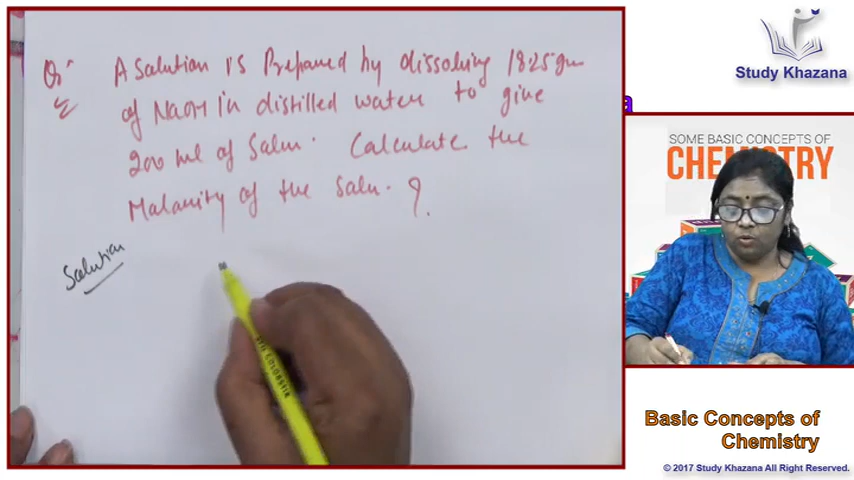 Q:
A Solution is Prepared by dissolving 1825 gm
of NaOH in distilled water to give
200 ml of Soln. Calculate the
Molarity of the Soln. ?
Solution
Study Khazana
SOME BASIC CONCEPTS OF
CHEMISTRY
Basic Concepts of
Chemistry
© 2017 Study Khazana All Right Reserved.